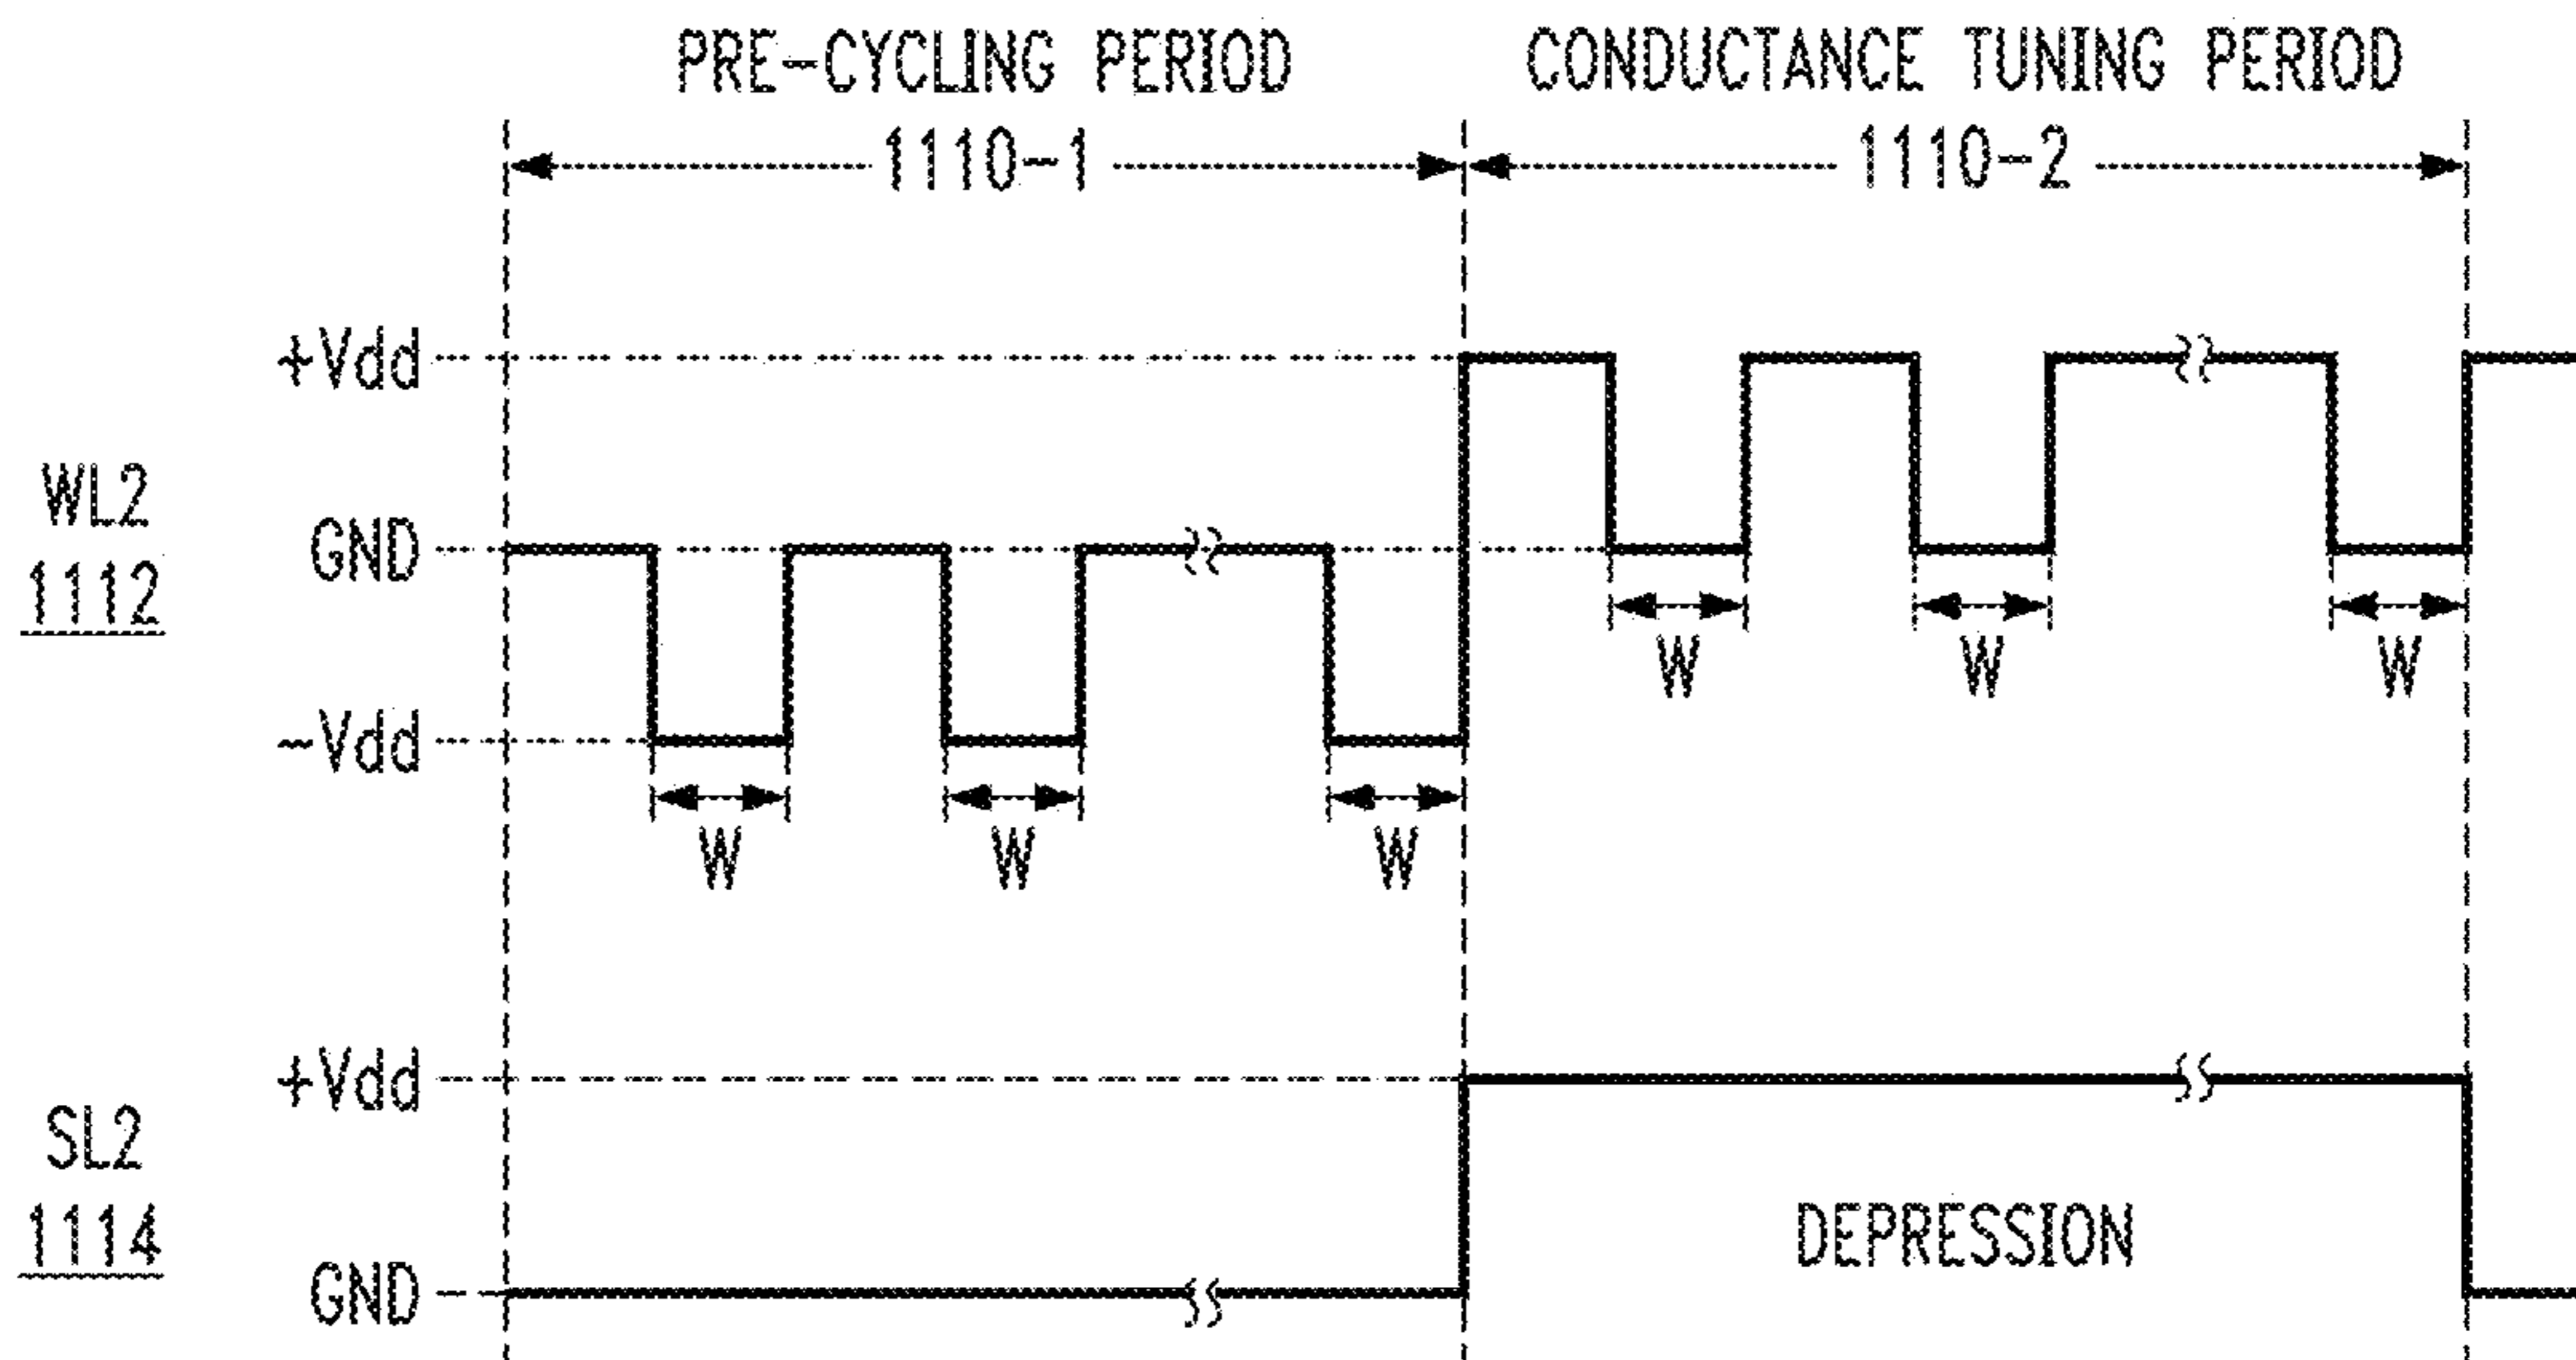 PRE-CYCLING PERIOD
1110-1
CONDUCTANCE TUNING PERIOD
1110-2
WL2
1112
+Vdd
GND
-Vdd
W
W
W
W
W
W
SL2
1114
+Vdd
GND
DEPRESSION